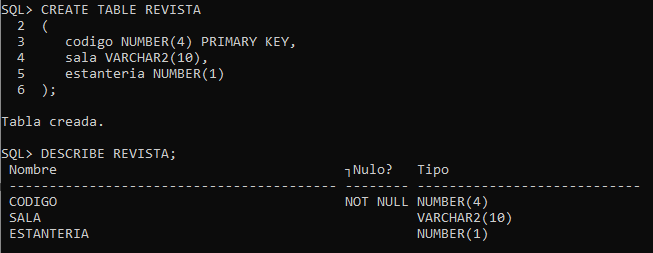 SQL> CREATE TABLE REVISTA
  2  (
  3     codigo NUMBER(4) PRIMARY KEY,
  4     sala VARCHAR2(10),
  5     estanteria NUMBER(1)
  6  );

Tabla creada.

SQL> DESCRIBE REVISTA;
 Nombre                                    ┐Nulo?   Tipo
 ----------------------------------------- -------- ----------------------------
 CODIGO                                    NOT NULL NUMBER(4)
 SALA                                               VARCHAR2(10)
 ESTANTERIA                                         NUMBER(1)